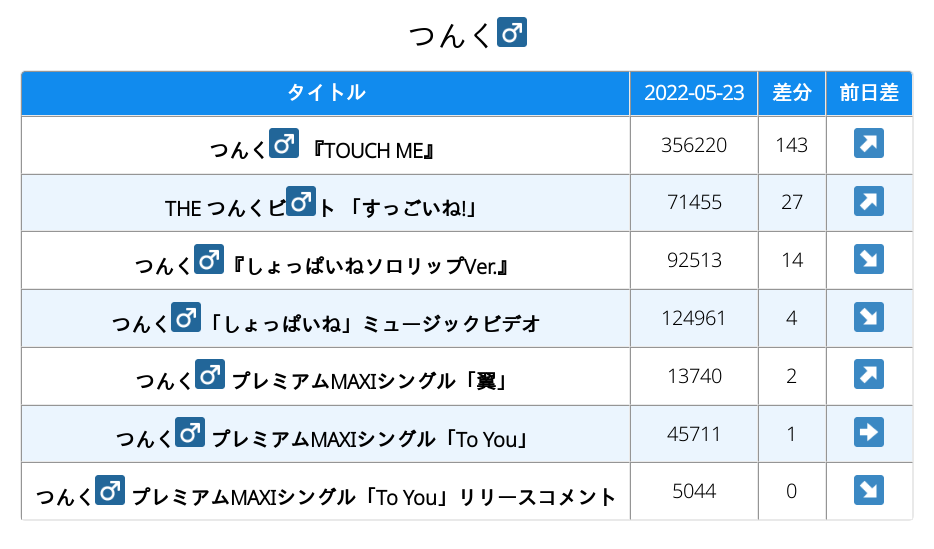 つんく♂
タイトル 2022-05-23 差分 前日差
つんく♂ 『TOUCH ME』 356220 143 ↗
THE つんくビ♂ト 「すっごいね!」 71455 27 ↗
つんく♂『しょっぱいねソロリップVer.』 92513 14 ↘
つんく♂「しょっぱいね」ミュージックビデオ 124961 4 ↘
つんく♂ プレミアムMAXIシングル「翼」 13740 2 ↗
つんく♂ プレミアムMAXIシングル「To You」 45711 1 ➡
つんく♂ プレミアムMAXIシングル「To You」リリースコメント 5044 0 ↘